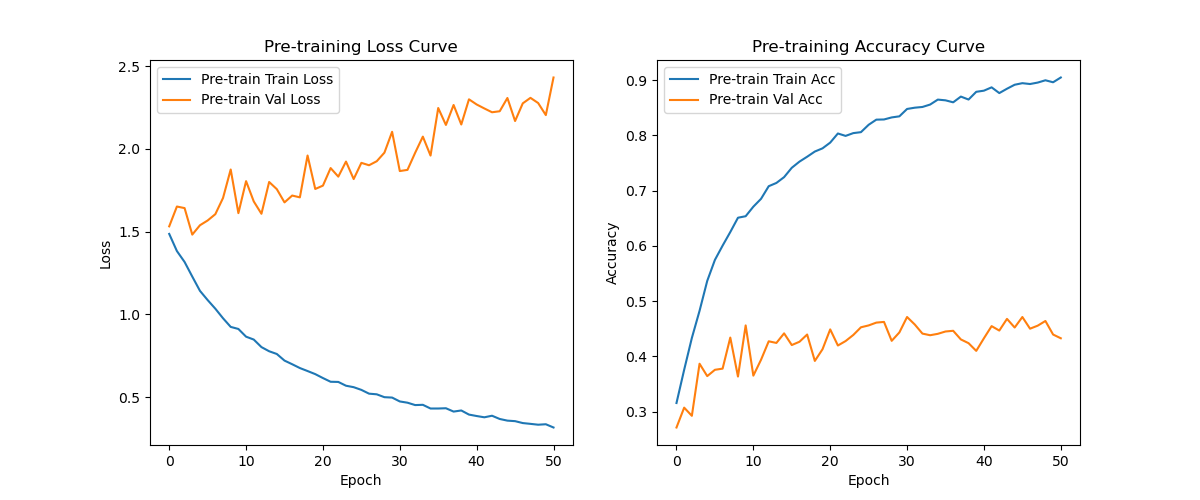 Pre-training Loss Curve
Pre-train Train Loss
Pre-train Val Loss
2.5
2.0
1.5
1.0
0.5
Loss
0 10 20 30 40 50
Epoch
Pre-training Accuracy Curve
Pre-train Train Acc
Pre-train Val Acc
0.9
0.8
0.7
0.6
0.5
0.4
0.3
Accuracy
0 10 20 30 40 50
Epoch